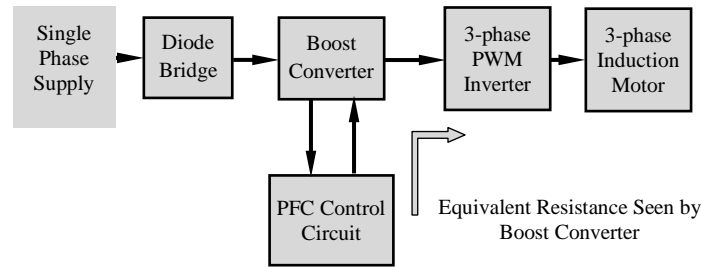 Single
Phase
Supply
Diode
Bridge
Boost
Converter
3-phase
PWM
Inverter
3-phase
Induction
Motor
PFC Control
Circuit
Equivalent Resistance Seen by
Boost Converter